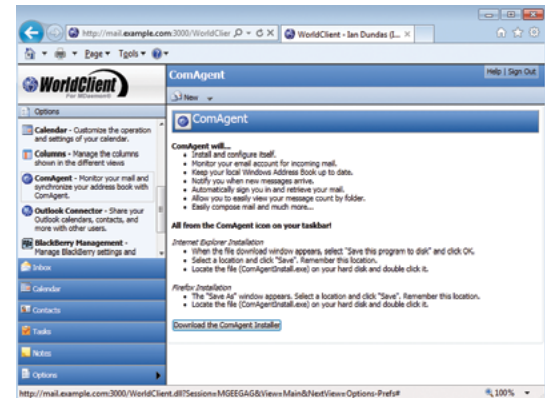 http://mail.example.com:3000/WorldClier
WorldClient - Ian Dundas (I...
Page Tools
WorldClient
For MDaemon
ComAgent
Help | Sign Out
New
Options
Calendar - Customize the operation
and settings of your calendar.
Columns - Manage the columns
shown in the different views
ComAgent - Monitor your mail and
synchronize your address book with
ComAgent.
Outlook Connector - Share your
Outlook calendars, contacts, and
more with other users.
BlackBerry Management -
Manage BlackBerry settings and
Inbox
Calendar
Contacts
Tasks
Notes
Options
ComAgent
ComAgent will...
• Install and configure itself.
• Monitor your email account for incoming mail.
• Keep your local Windows Address Book up to date.
• Notify you when new messages arrive.
• Automatically sign you in and retrieve your mail.
• Allow you to easily view your message count by folder.
• Easily compose mail and much more...
All from the ComAgent icon on your taskbar!
Internet Explorer Installation
• When the file download window appears, select "Save this program to disk" and click OK.
• Select a location and click "Save". Remember this location.
• Locate the file (ComAgentInstall.exe) on your hard disk and double click it.
Firefox Installation
• The "Save As" window appears. Select a location and click "Save". Remember this location.
• Locate the file (ComAgentInstall.exe) on your hard disk and double click it.
Download the ComAgent Installer
http://mail.example.com:3000/WorldClient.dll?Session=MGEEGAG&View=Main&NextView=Options-Prefs#
100%